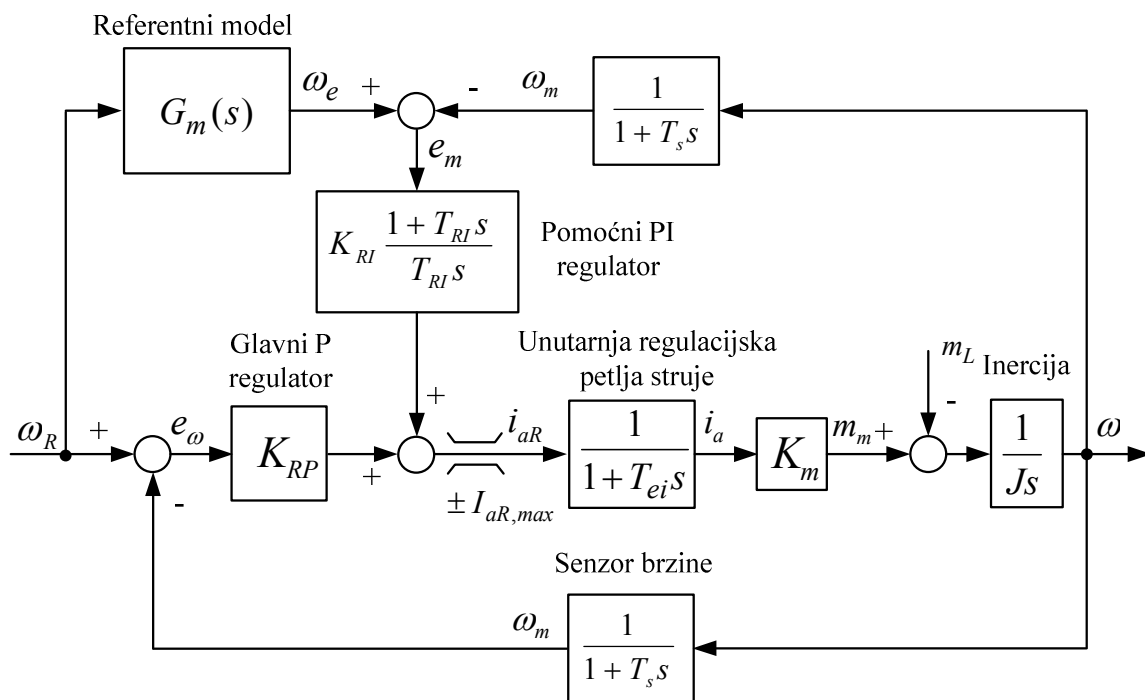 Referentni model
ω_e + - ω_m
G_m(s)
1 / (1 + T_s s)
e_m
K_RI (1 + T_RI s) / (T_RI s)
Pomoćni PI
regulator
Glavni P
regulator
Unutarnja regulacijska
petlja struje
m_L Inercija
+ -
ω_R + e_ω
K_RP
+
i_aR
1 / (1 + T_ei s)
i_a
K_m
m_m +
1 / (Js)
ω
-
± I_aR,max
Senzor brzine
ω_m
1 / (1 + T_s s)